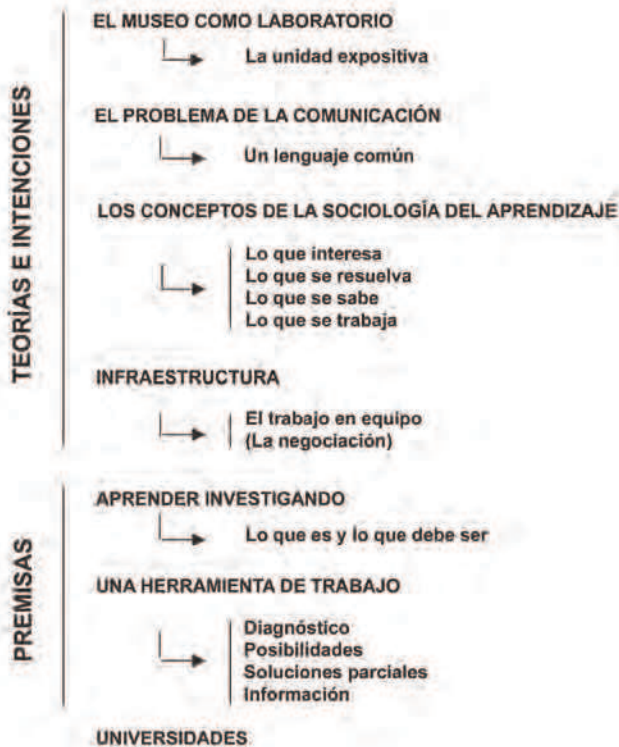 TEORÍAS E INTENCIONES
EL MUSEO COMO LABORATORIO
La unidad expositiva
EL PROBLEMA DE LA COMUNICACIÓN
Un lenguaje común
LOS CONCEPTOS DE LA SOCIOLOGÍA DEL APRENDIZAJE
Lo que interesa
Lo que se resuelva
Lo que se sabe
Lo que se trabaja
INFRAESTRUCTURA
El trabajo en equipo
(La negociación)
PREMISAS
APRENDER INVESTIGANDO
Lo que es y lo que debe ser
UNA HERRAMIENTA DE TRABAJO
Diagnóstico
Posibilidades
Soluciones parciales
Información
UNIVERSIDADES